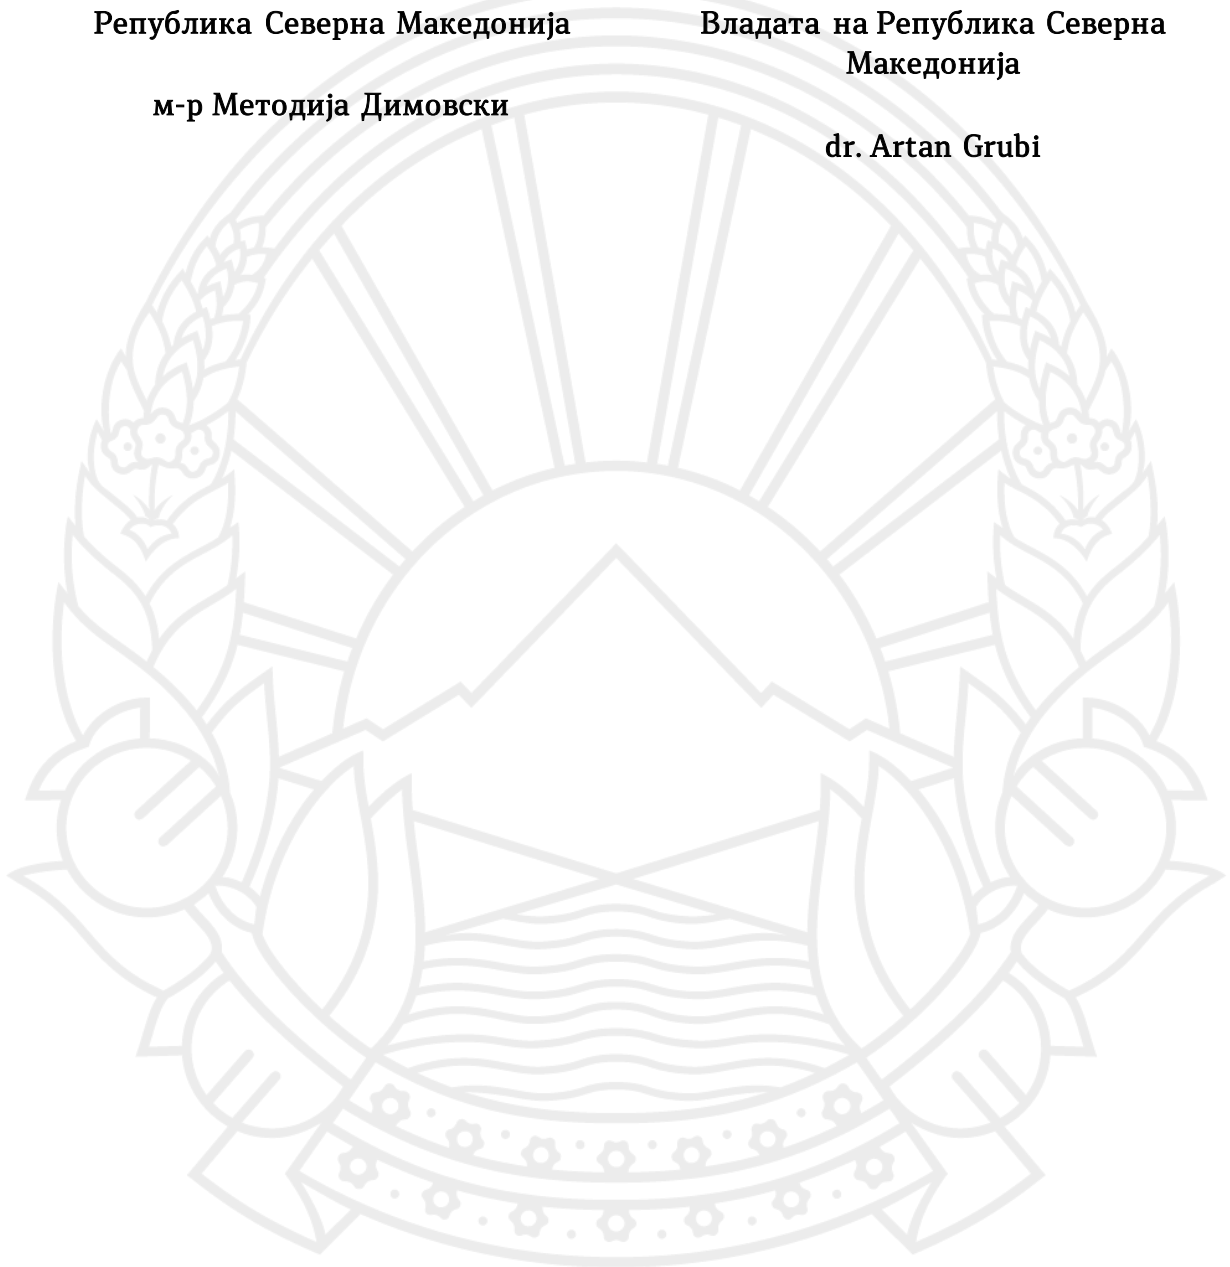 Република Северна Македонија
м-р Методија Димовски
Владата на Република Северна
Македонија
dr. Artan Grubi